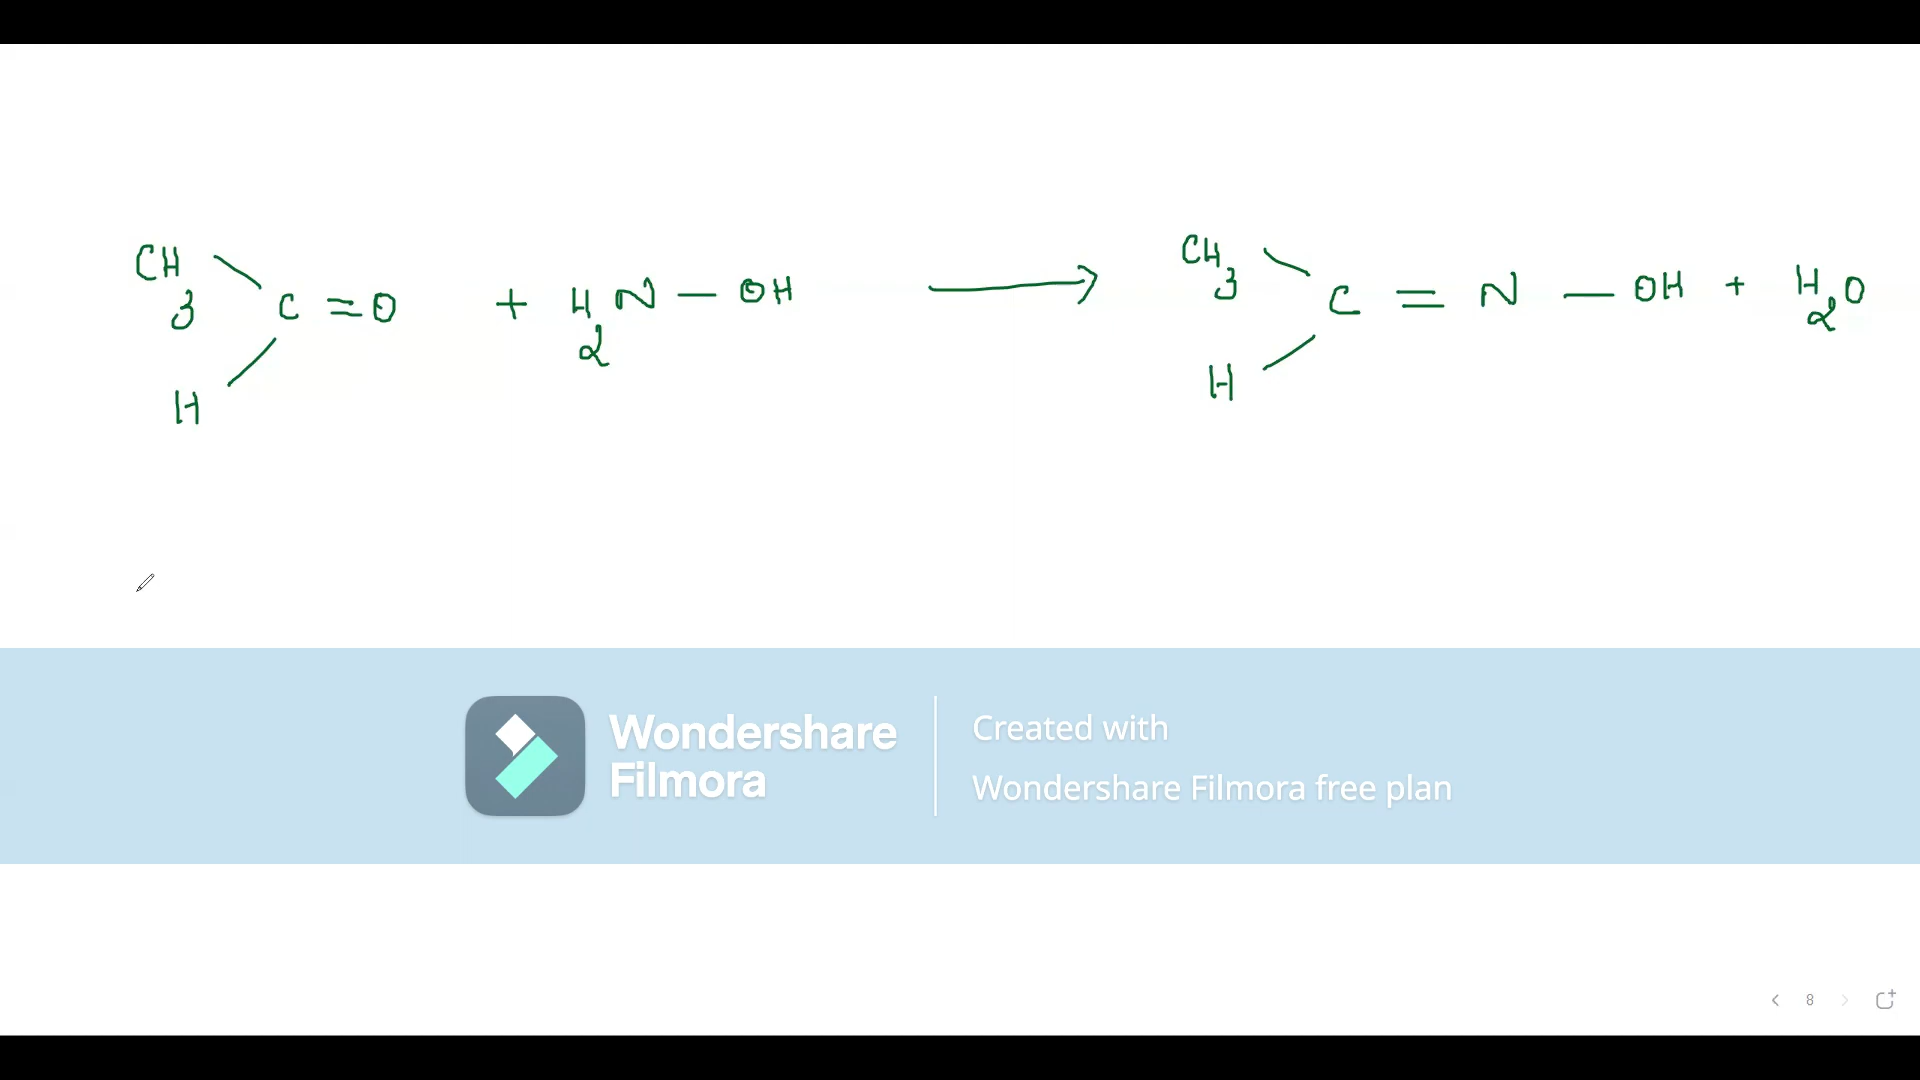 CH3 \ C = O + H2N — OH ⟶ CH3 \ C = N — OH + H2O
H / H /
Wondershare Filmora
Created with
Wondershare Filmora free plan
8